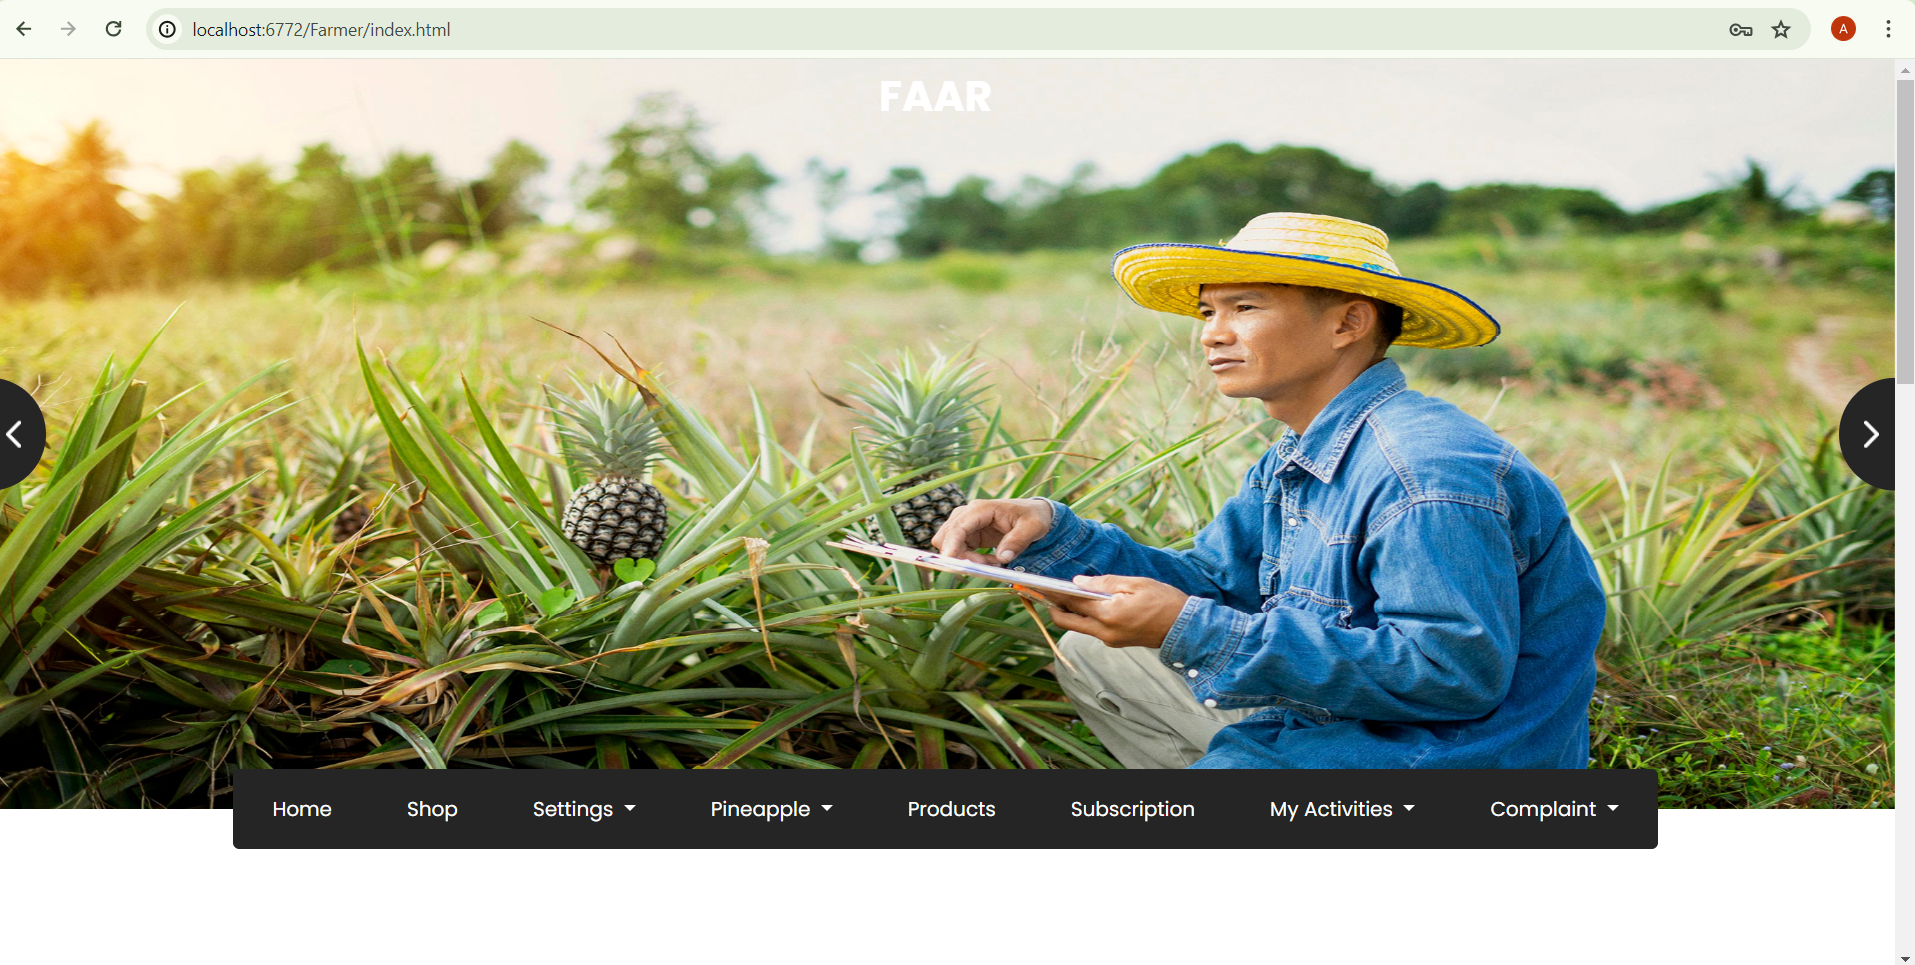 localhost:6772/Farmer/index.html
A
FAAR
Home Shop Settings Pineapple Products Subscription My Activities Complaint